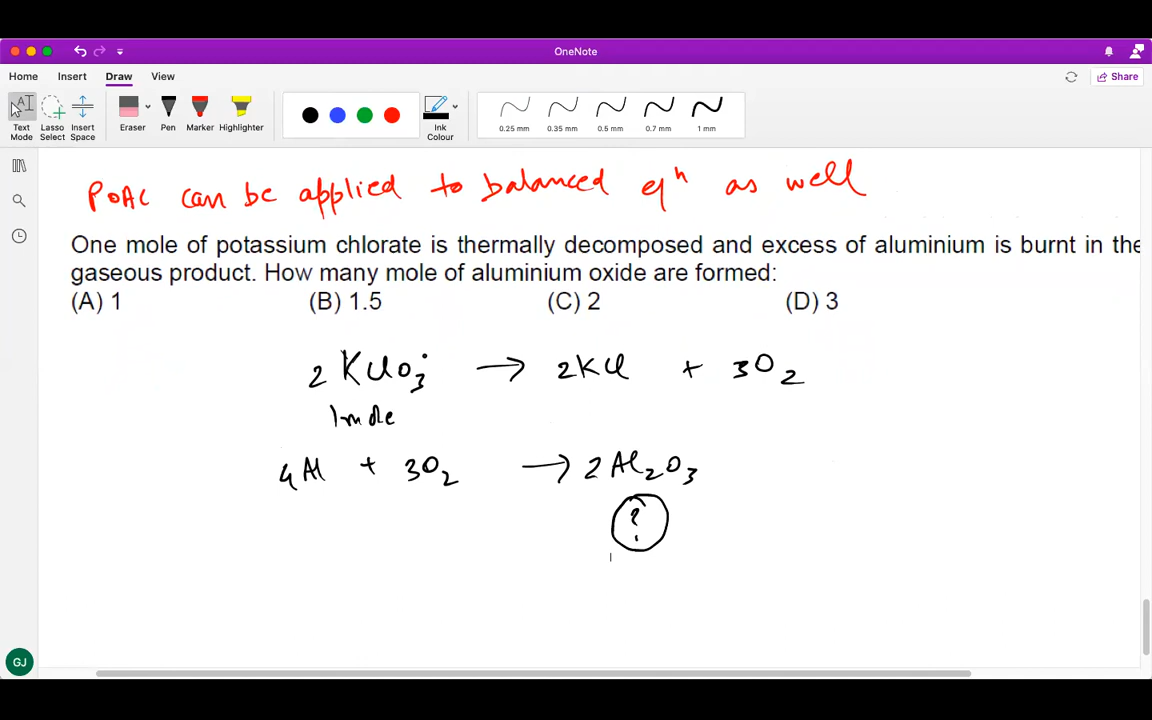 OneNote
Home Insert Draw View
Share
Text Mode
Lasso Select
Insert Space
Eraser
Pen
Marker
Highlighter
Ink Colour
0.25 mm 0.35 mm 0.5 mm 0.7 mm 1 mm
POAC can be applied to balanced eqⁿ as well
One mole of potassium chlorate is thermally decomposed and excess of aluminium is burnt in the
gaseous product. How many mole of aluminium oxide are formed:
(A) 1 (B) 1.5 (C) 2 (D) 3
2KClO₃ → 2KCl + 3O₂
1 mole
4Al + 3O₂ → 2Al₂O₃
?
GJ